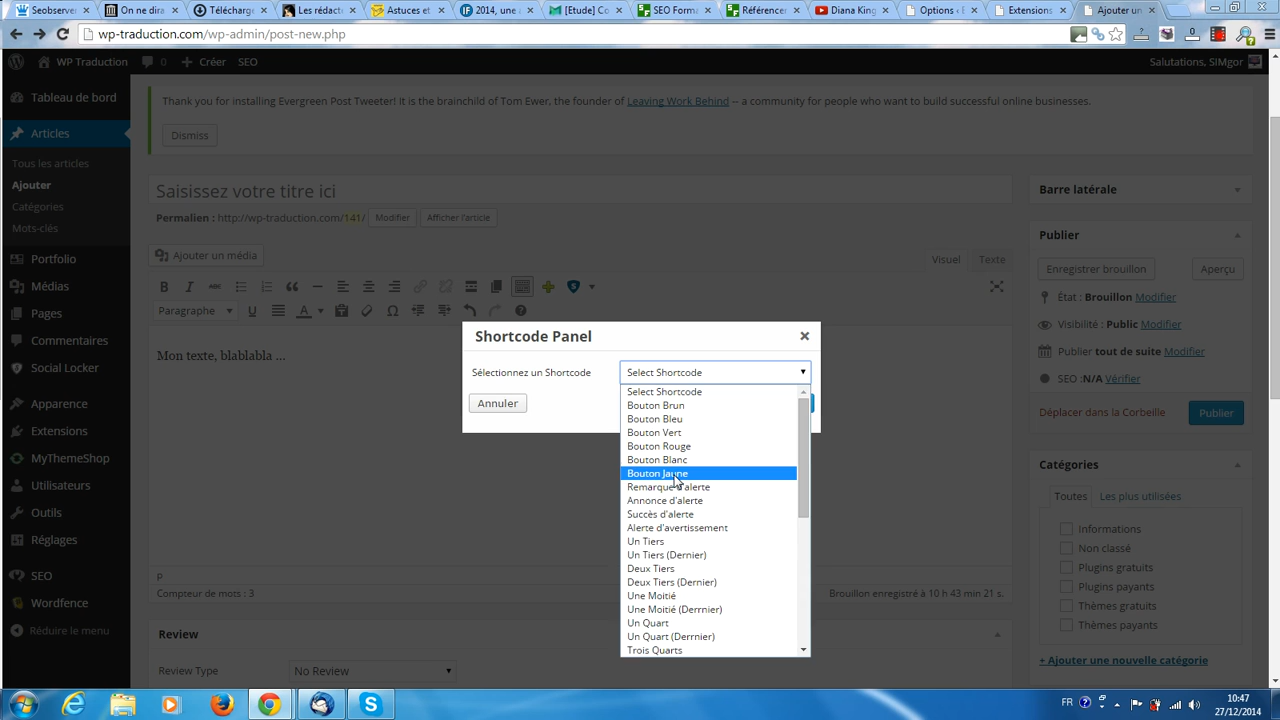 Seobserver
On ne dira
Télécharge
Les rédacte
Astuces et
2014, une a
[Etude] Co
SEO Forma
Référencer
Diana King
Options ‹ E
Extensions
Ajouter un
wp-traduction.com/wp-admin/post-new.php
WP Traduction 0 Créer SEO Salutations, SIMgor
Tableau de bord
Articles
Tous les articles
Ajouter
Catégories
Mots-clés
Portfolio
Médias
Pages
Commentaires
Social Locker
Apparence
Extensions
MyThemeShop
Utilisateurs
Outils
Réglages
SEO
Wordfence
Réduire le menu
Thank you for installing Evergreen Post Tweeter! It is the brainchild of Tom Ewer, the founder of Leaving Work Behind -- a community for people who want to build successful online businesses.
Dismiss
Saisissez votre titre ici
Permalien : http://wp-traduction.com/141/ Modifier Afficher l'article
Ajouter un média Visuel Texte
Paragraphe
Mon texte, blablabla ...
p
Compteur de mots : 3 Brouillon enregistré à 10 h 43 min 21 s.
Review
Review Type No Review
Shortcode Panel
Sélectionnez un Shortcode Select Shortcode
Annuler
Select Shortcode
Bouton Brun
Bouton Bleu
Bouton Vert
Bouton Rouge
Bouton Blanc
Bouton Jaune
Remarque d'alerte
Annonce d'alerte
Succès d'alerte
Alerte d'avertissement
Un Tiers
Un Tiers (Dernier)
Deux Tiers
Deux Tiers (Dernier)
Une Moitié
Une Moitié (Derrnier)
Un Quart
Un Quart (Derrnier)
Trois Quarts
Barre latérale
Publier
Enregistrer brouillon Aperçu
État : Brouillon Modifier
Visibilité : Public Modifier
Publier tout de suite Modifier
SEO :N/A Vérifier
Déplacer dans la Corbeille Publier
Catégories
Toutes Les plus utilisées
Informations
Non classé
Plugins gratuits
Plugins payants
Thèmes gratuits
Thèmes payants
+ Ajouter une nouvelle catégorie
FR 10:47
27/12/2014